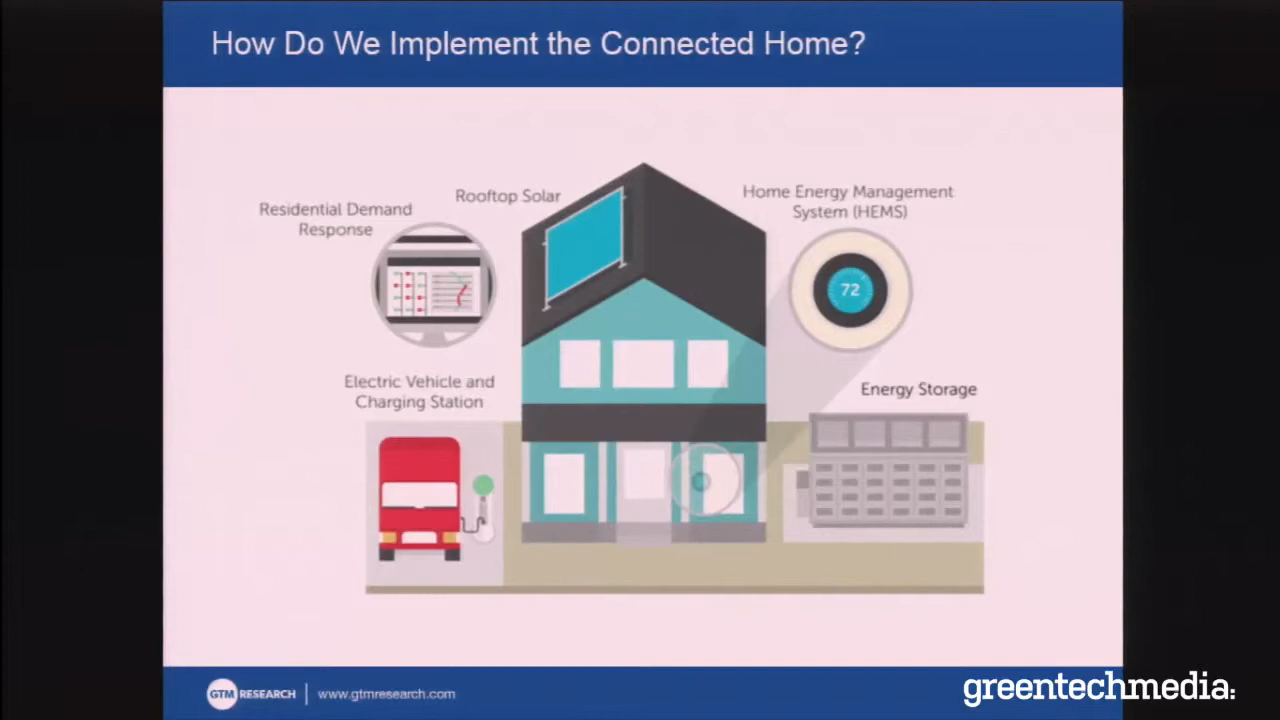 How Do We Implement the Connected Home?
Rooftop Solar
Residential Demand
Response
Home Energy Management
System (HEMS)
72
Electric Vehicle and
Charging Station
Energy Storage
GTM RESEARCH
www.gtmresearch.com
greentechmedia: